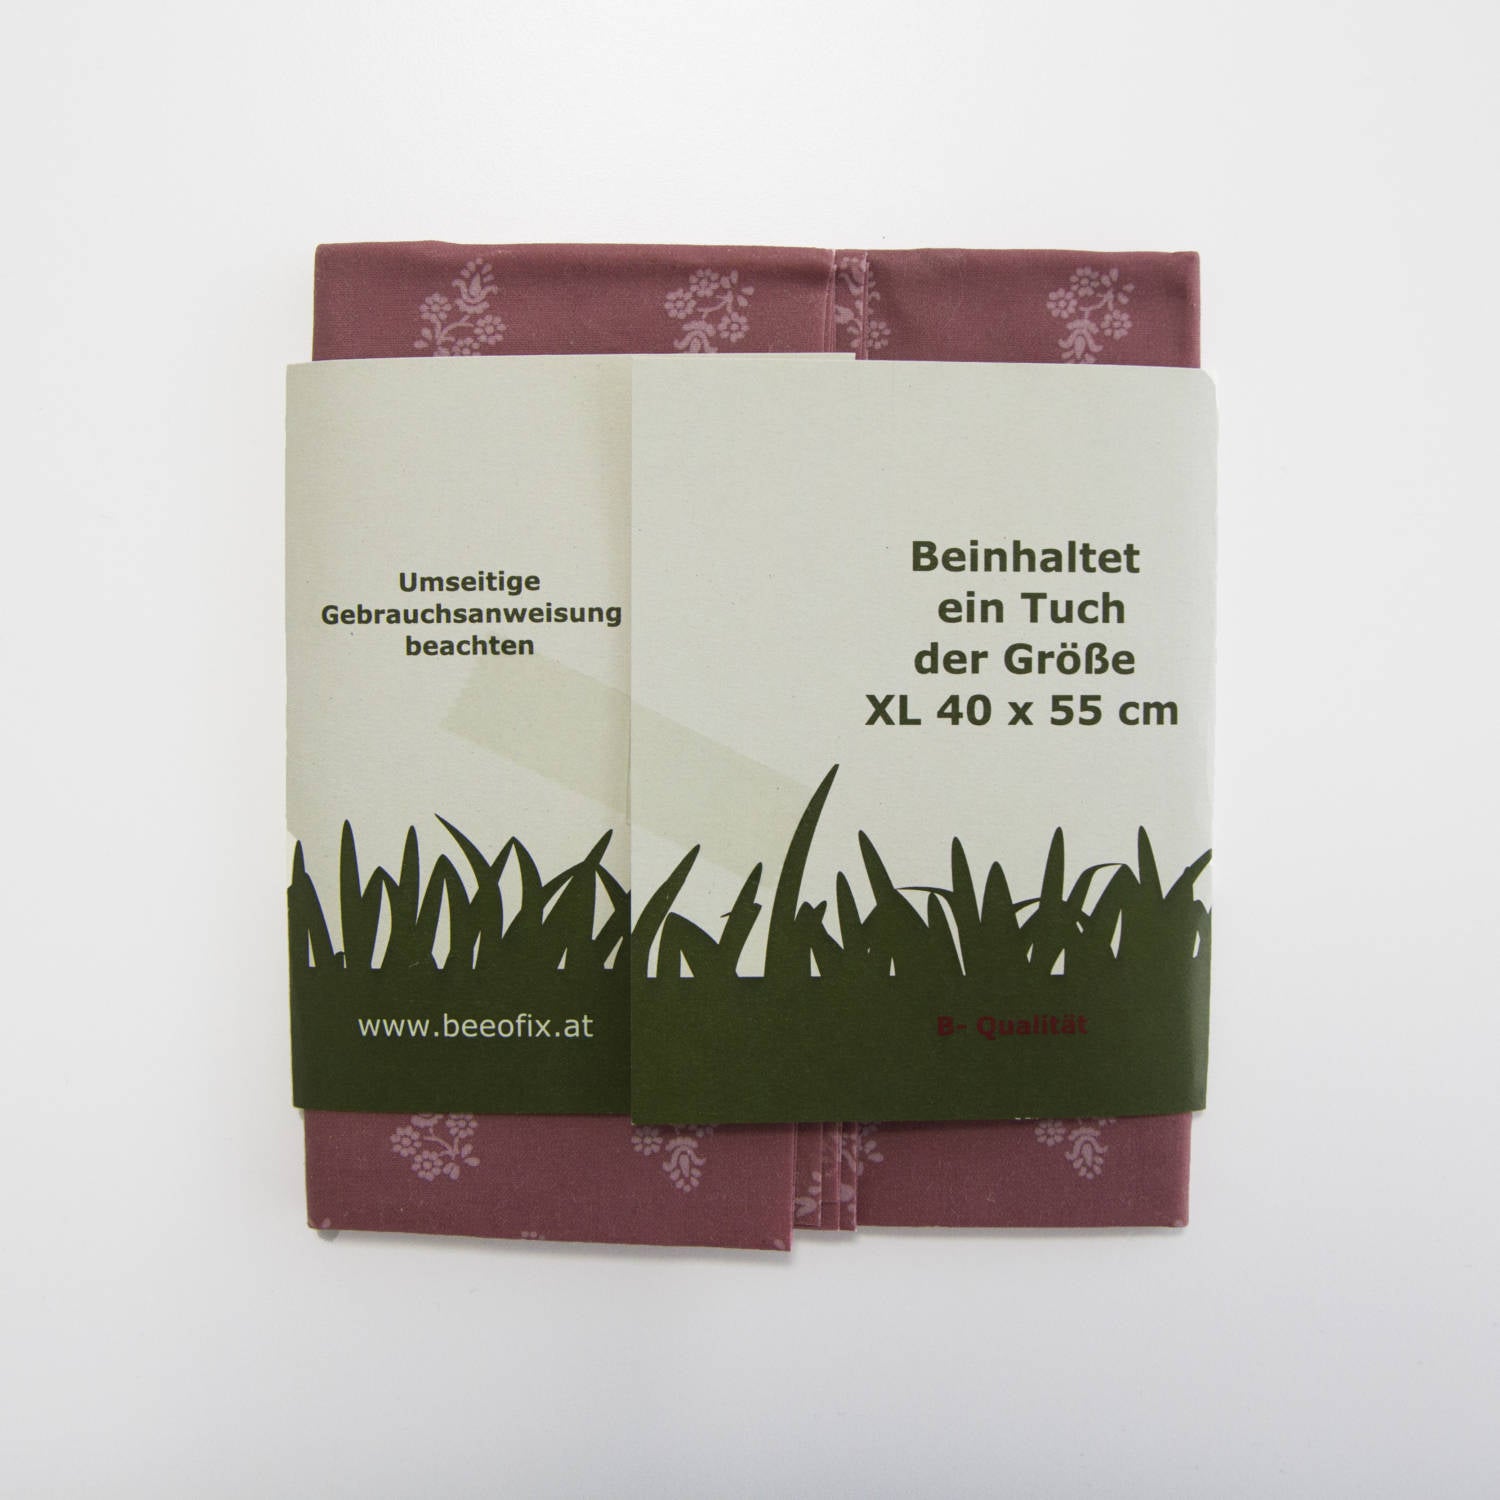 Umseitige
Gebrauchsanweisung
beachten
www.beeofix.at
Beinhaltet
ein Tuch
der Größe
XL 40 x 55 cm
B- Qualität